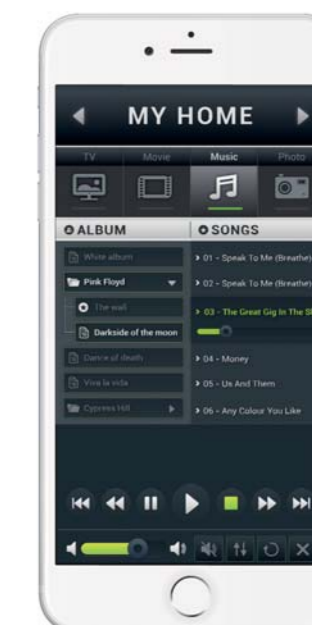 MY HOME
TV Movie Music Photo
ALBUM
SONGS
White album
Pink Floyd
The wall
Darkside of the moon
Dance of death
Viva la vida
Cypress Hill
01 - Speak To Me (Breathe)
02 - Speak To Me (Breathe)
03 - The Great Gig In The S
04 - Money
05 - Us And Them
06 - Any Colour You Like